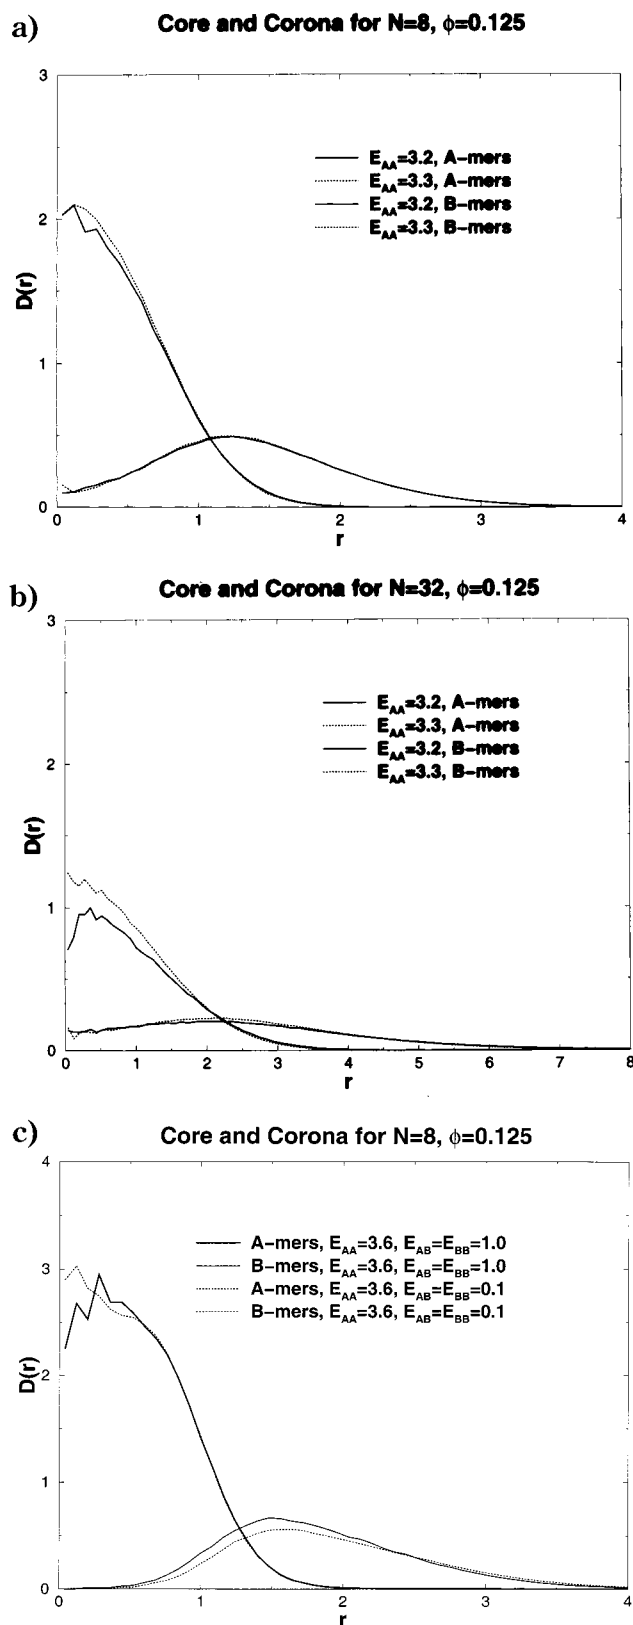 a)
Core and Corona for N=8, ϕ=0.125
3
2
1
0
D(r)
E_AA=3.2, A-mers
E_AA=3.3, A-mers
E_AA=3.2, B-mers
E_AA=3.3, B-mers
0 1 2 3 4
r
b)
Core and Corona for N=32, ϕ=0.125
3
2
1
0
D(r)
E_AA=3.2, A-mers
E_AA=3.3, A-mers
E_AA=3.2, B-mers
E_AA=3.3, B-mers
0 1 2 3 4 5 6 7 8
r
c)
Core and Corona for N=8, ϕ=0.125
4
3
2
1
0
D(r)
A-mers, E_AA=3.6, E_AB=E_BB=1.0
B-mers, E_AA=3.6, E_AB=E_BB=1.0
A-mers, E_AA=3.6, E_AB=E_BB=0.1
B-mers, E_AA=3.6, E_AB=E_BB=0.1
0 1 2 3 4
r